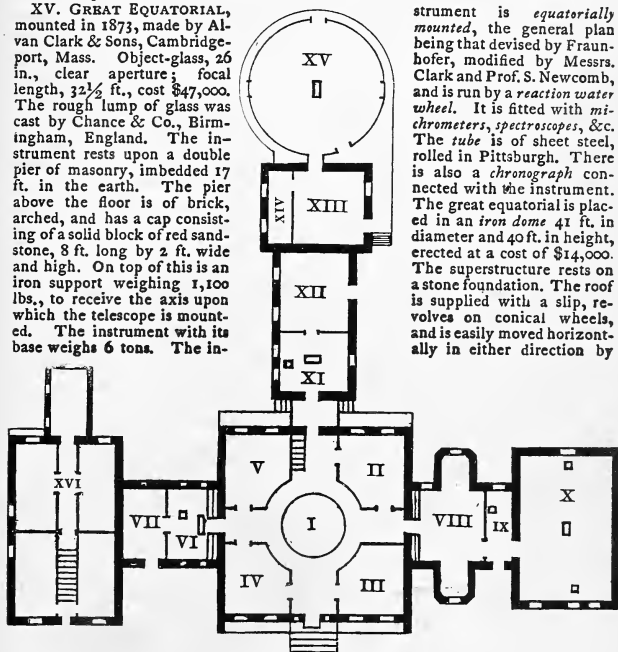 XV. GREAT EQUATORIAL,
mounted in 1873, made by Al-
van Clark & Sons, Cambridge-
port, Mass. Object-glass, 26
in., clear aperture; focal
length, 32½ ft., cost $47,000.
The rough lump of glass was
cast by Chance & Co., Birm-
ingham, England. The in-
strument rests upon a double
pier of masonry, imbedded 17
ft. in the earth. The pier
above the floor is of brick,
arched, and has a cap consist-
ing of a solid block of red sand-
stone, 8 ft. long by 2 ft. wide
and high. On top of this is an
iron support weighing 1,100
lbs., to receive the axis upon
which the telescope is mount-
ed. The instrument with its
base weighs 6 tons. The in-
strument is equatorially
mounted, the general plan
being that devised by Fraun-
hofer, modified by Messrs.
Clark and Prof. S. Newcomb,
and is run by a reaction water
wheel. It is fitted with mi-
chrometers, spectroscopes, &c.
The tube is of sheet steel,
rolled in Pittsburgh. There
is also a chronograph con-
nected with the instrument.
The great equatorial is plac-
ed in an iron dome 41 ft. in
diameter and 40 ft. in height,
erected at a cost of $14,000.
The superstructure rests on
a stone foundation. The roof
is supplied with a slip, re-
volves on conical wheels,
and is easily moved horizont-
ally in either direction by
XV
XIV
XIII
XII
XI
V
II
I
IV
III
XVI
VII
VI
VIII
IX
X